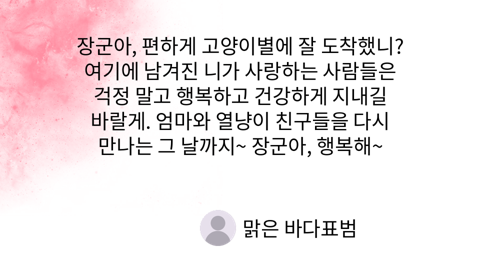 장군아, 편하게 고양이별에 잘 도착했니?
여기에 남겨진 니가 사랑하는 사람들은
걱정 말고 행복하고 건강하게 지내길
바랄게. 엄마와 열냥이 친구들을 다시
만나는 그 날까지~ 장군아, 행복해~
맑은 바다표범